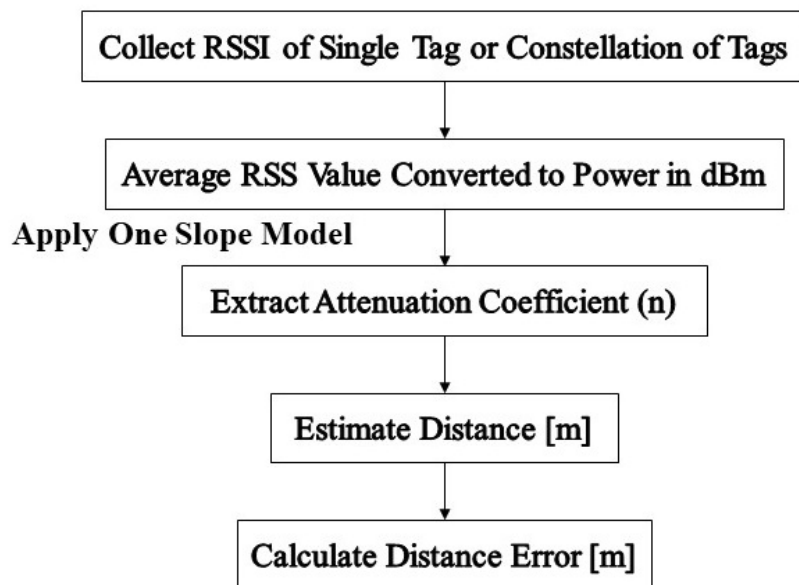 Collect RSSI of Single Tag or Constellation of Tags
Average RSS Value Converted to Power in dBm
Apply One Slope Model
Extract Attenuation Coefficient (n)
Estimate Distance [m]
Calculate Distance Error [m]